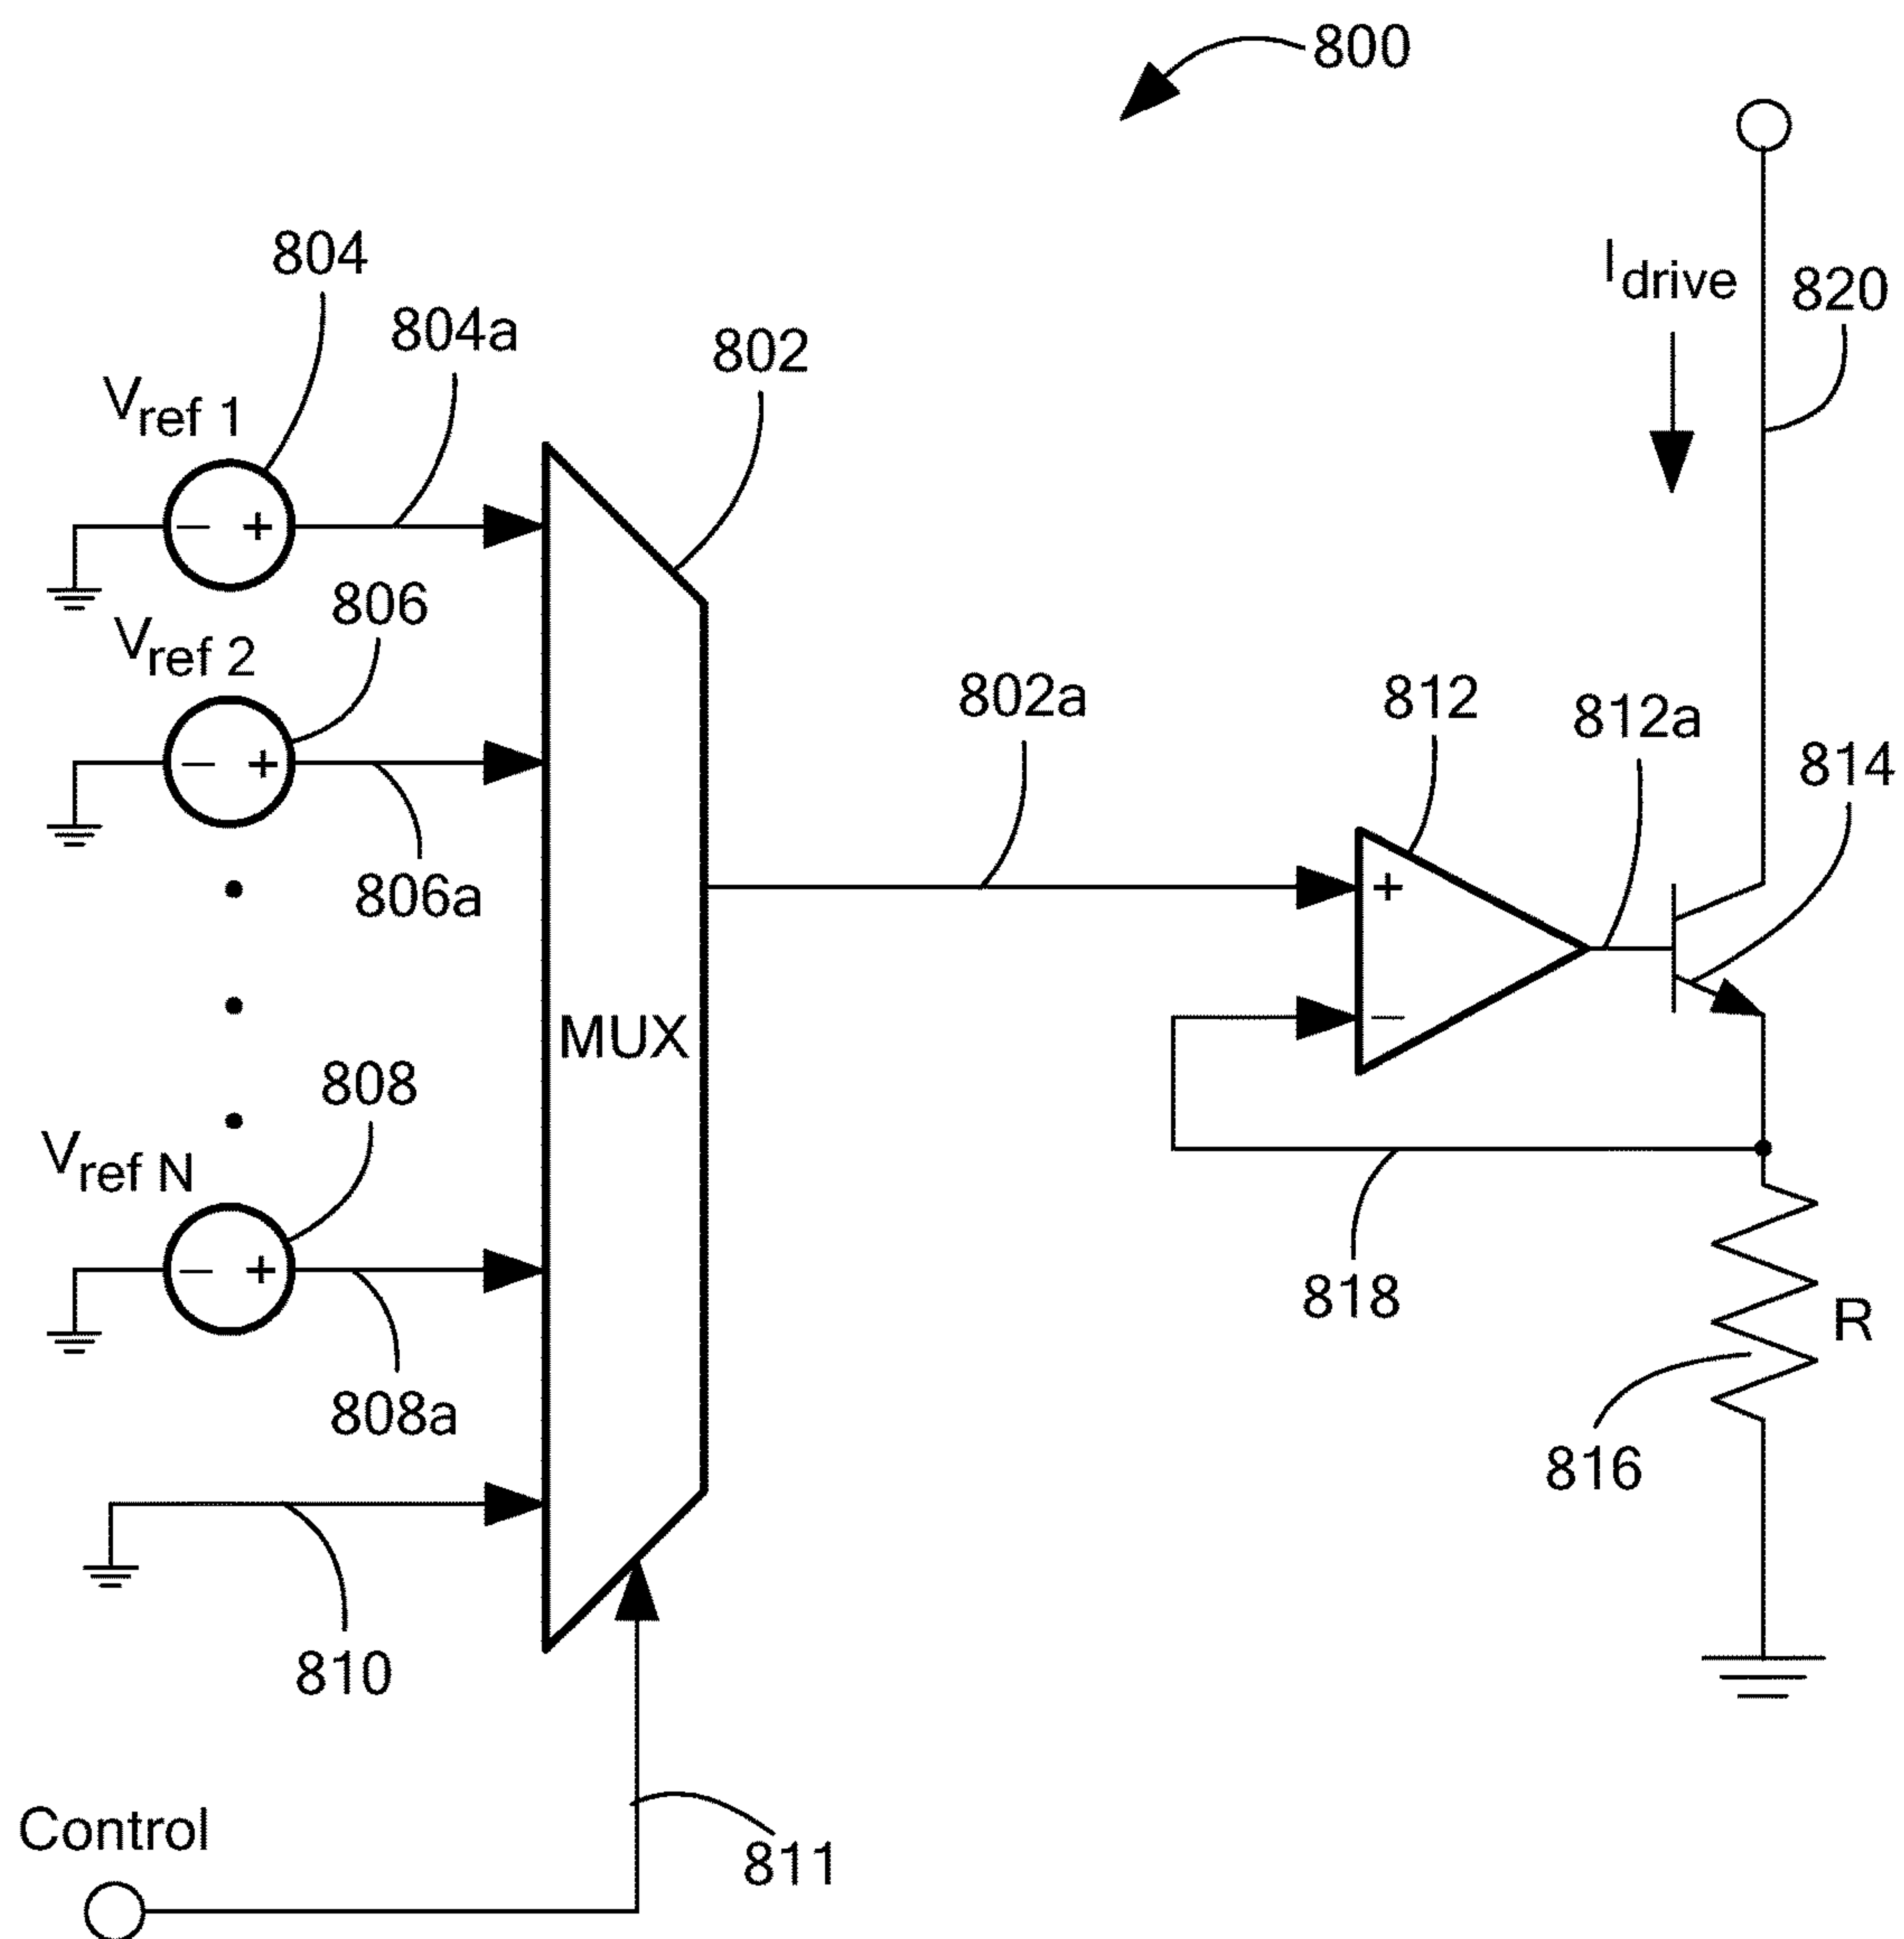 800
804
I drive
820
804a
802
V ref 1
− +
806
V ref 2
− +
802a
812
812a
814
806a
+
−
MUX
808
V ref N
− +
818
R
808a
816
810
Control
811